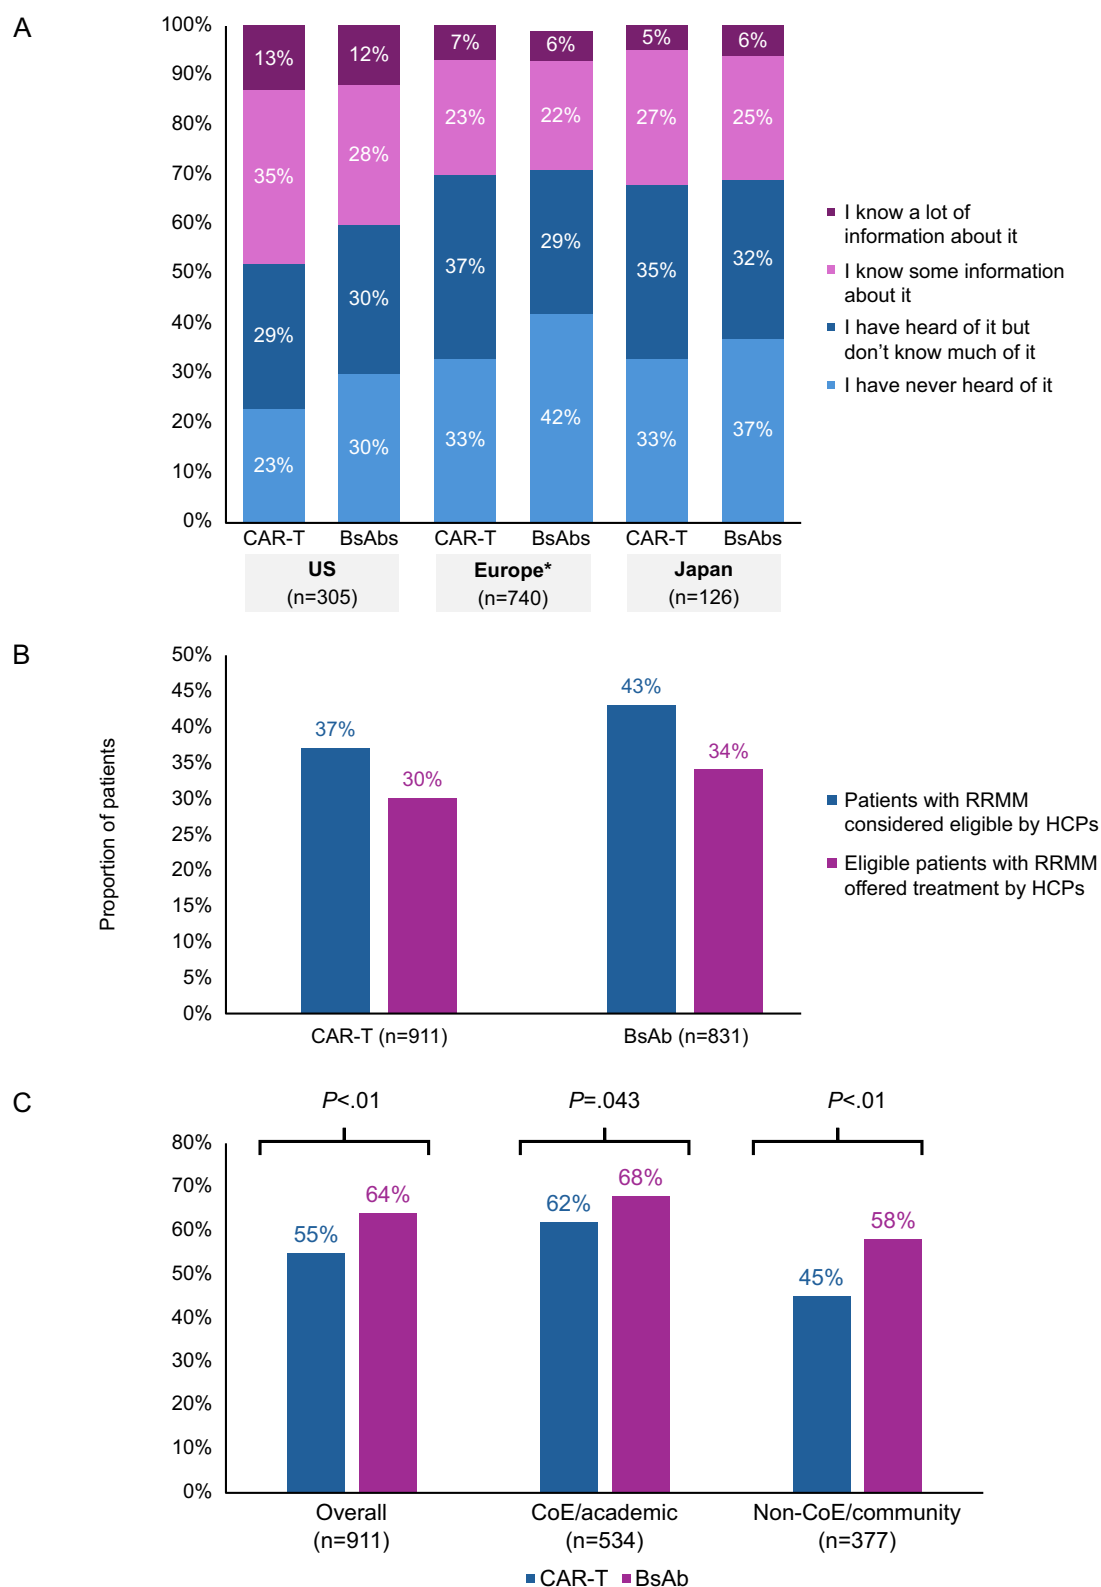 A
100%
90%
80%
70%
60%
50%
40%
30%
20%
10%
0%
13%
35%
29%
23%
12%
28%
30%
30%
7%
23%
37%
33%
6%
22%
29%
42%
5%
27%
35%
33%
6%
25%
32%
37%
CAR-T
BsAbs
CAR-T
BsAbs
CAR-T
BsAbs
US
(n=305)
Europe*
(n=740)
Japan
(n=126)
I know a lot of
information about it
I know some information
about it
I have heard of it but
don’t know much of it
I have never heard of it
B
Proportion of patients
50%
45%
40%
35%
30%
25%
20%
15%
10%
5%
0%
37%
30%
43%
34%
CAR-T (n=911)
BsAb (n=831)
Patients with RRMM
considered eligible by HCPs
Eligible patients with RRMM
offered treatment by HCPs
C
P<.01
P=.043
P<.01
80%
70%
60%
50%
40%
30%
20%
10%
0%
55%
64%
62%
68%
45%
58%
Overall
(n=911)
CoE/academic
(n=534)
Non-CoE/community
(n=377)
CAR-T
BsAb